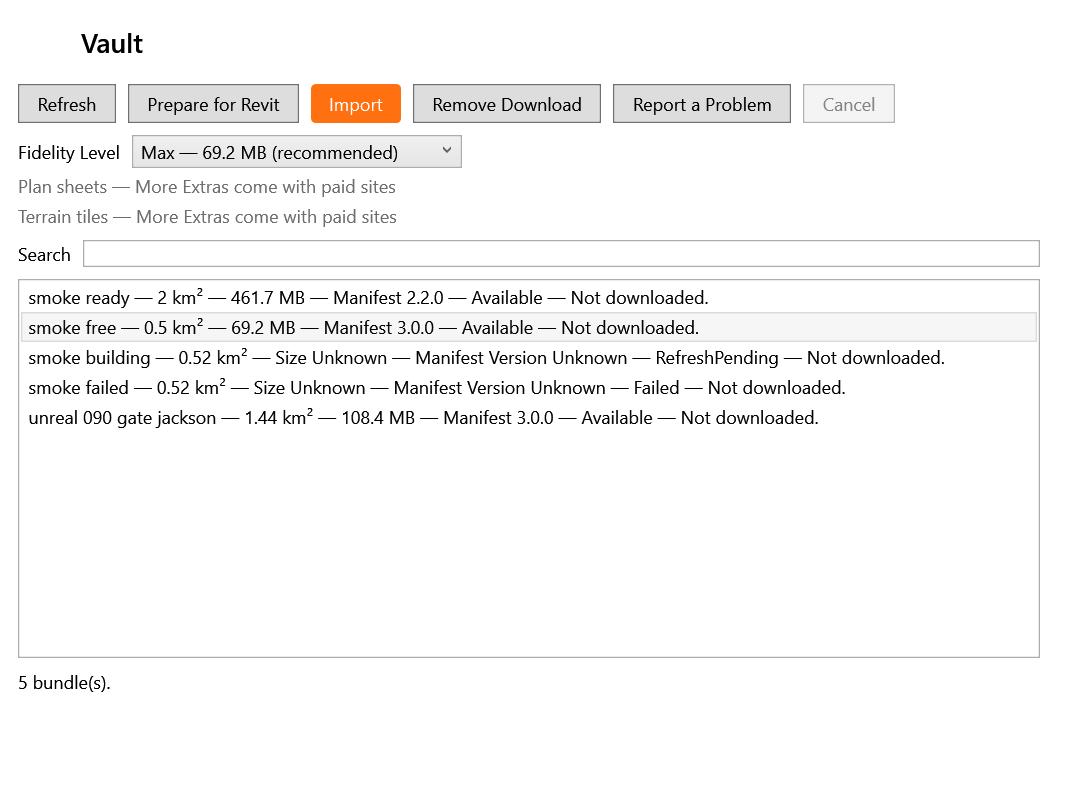 Vault
Refresh Prepare for Revit Import Remove Download Report a Problem Cancel
Fidelity Level Max — 69.2 MB (recommended)
Plan sheets — More Extras come with paid sites
Terrain tiles — More Extras come with paid sites
Search
smoke ready — 2 km² — 461.7 MB — Manifest 2.2.0 — Available — Not downloaded.
smoke free — 0.5 km² — 69.2 MB — Manifest 3.0.0 — Available — Not downloaded.
smoke building — 0.52 km² — Size Unknown — Manifest Version Unknown — RefreshPending — Not downloaded.
smoke failed — 0.52 km² — Size Unknown — Manifest Version Unknown — Failed — Not downloaded.
unreal 090 gate jackson — 1.44 km² — 108.4 MB — Manifest 3.0.0 — Available — Not downloaded.
5 bundle(s).